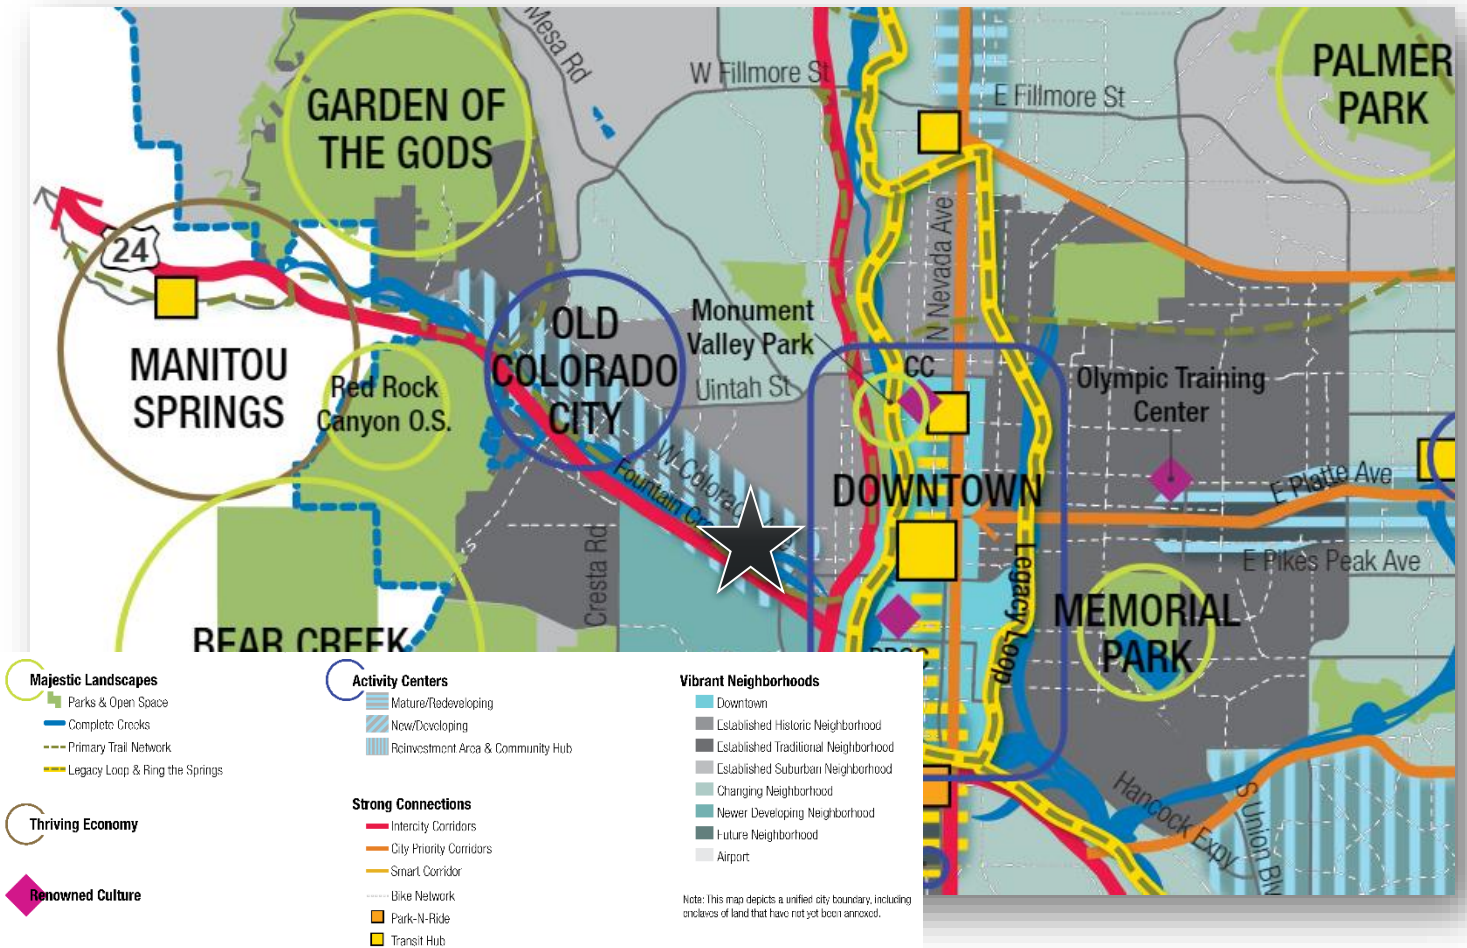 Mesa Rd
W Fillmore St
E Fillmore St
PALMER
PARK
GARDEN OF
THE GODS
24
N Nevada Ave
MANITOU
SPRINGS
Red Rock
Canyon O.S.
OLD
COLORADO
CITY
Monument
Valley Park
Uintah St
CC
Olympic Training
Center
W Colorado Ave
Fountain
DOWNTOWN
E Platte Ave
E Pikes Peak Ave
Cresta Rd
Legacy Loop
MEMORIAL
PARK
BEAR CREEK
Hancock Expy
S Union Blv
Majestic Landscapes
Parks & Open Space
Complete Creeks
Primary Trail Network
Legacy Loop & Ring the Springs
Thriving Economy
Renowned Culture
Activity Centers
Mature/Redeveloping
New/Developing
Reinvestment Area & Community Hub
Strong Connections
Intercity Corridors
City Priority Corridors
Smart Corridor
Bike Network
Park-N-Ride
Transit Hub
Vibrant Neighborhoods
Downtown
Established Historic Neighborhood
Established Traditional Neighborhood
Established Suburban Neighborhood
Changing Neighborhood
Newer Developing Neighborhood
Future Neighborhood
Airport
Note: This map depicts a unified city boundary, including
enclaves of land that have not yet been annexed.